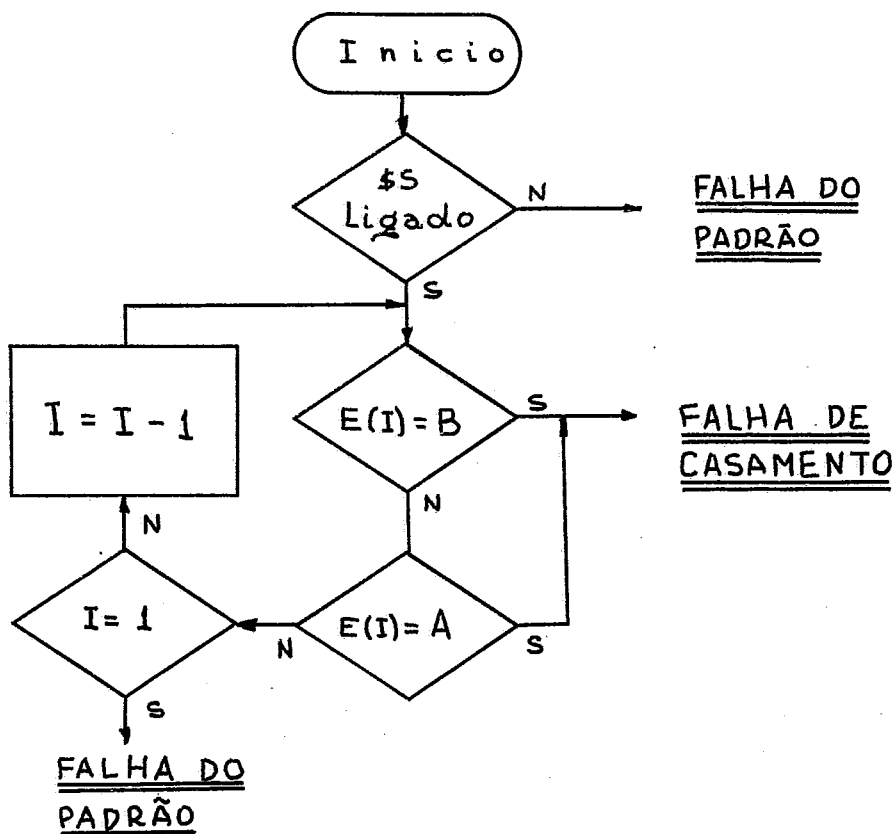 Inicio
$S
Ligado
N
FALHA DO
PADRÃO
S
I = I - 1
E(I) = B
S
FALHA DE
CASAMENTO
N
N
I = 1
N
E(I) = A
S
S
FALHA DO
PADRÃO